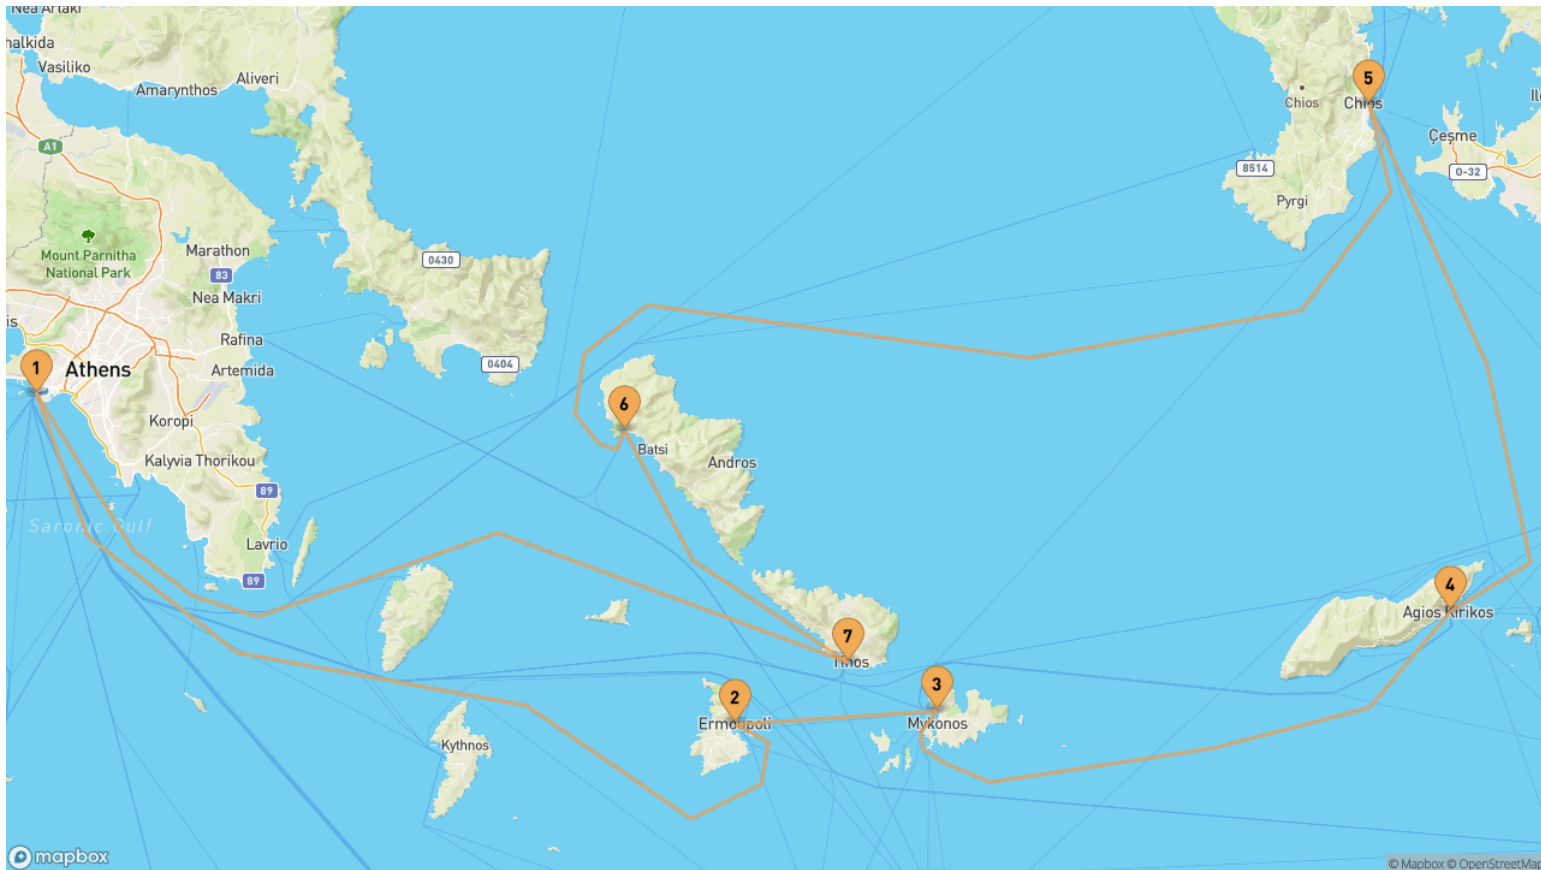 Nea Artaki
halkida
Vasiliko
Aliveri
Amarynthos
A1
5
Chios
Chios
Çeşme
O-32
8514
Pyrgi
Mount Parnitha
National Park
Marathon
83
Nea Makri
0430
Rafina
Artemida
0404
1
Athens
Koropi
Kalyvia Thorikou
89
Saronic Gulf
Lavrio
89
6
Batsi
Andros
4
Agios Kirikos
7
Tinos
2
Ermoupoli
3
Mykonos
Kythnos
mapbox
© Mapbox © OpenStreetMap